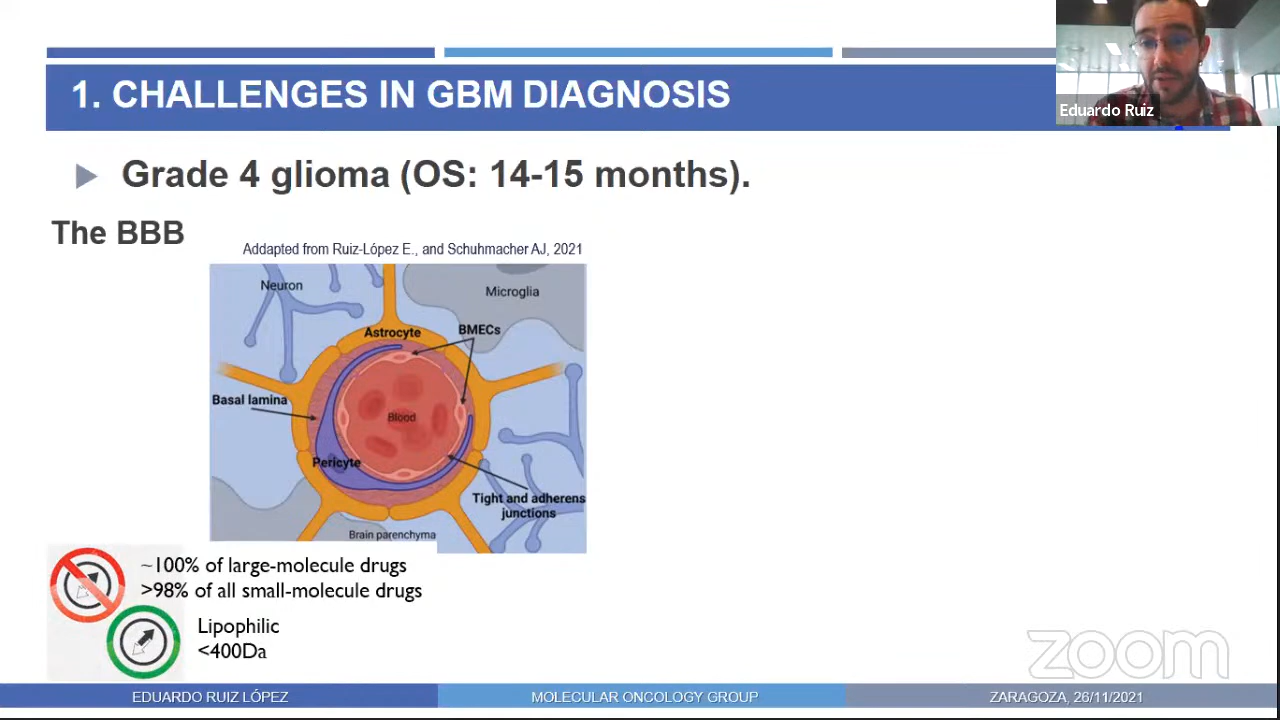 1. CHALLENGES IN GBM DIAGNOSIS
Eduardo Ruiz
Grade 4 glioma (OS: 14-15 months).
The BBB
Addapted from Ruiz-López E., and Schuhmacher AJ, 2021
Neuron
Microglia
Astrocyte
BMECs
Basal lamina
Blood
Pericyte
Tight and adherens
junctions
Brain parenchyma
~100% of large-molecule drugs
>98% of all small-molecule drugs
Lipophilic
<400Da
zoom
EDUARDO RUIZ LÓPEZ
MOLECULAR ONCOLOGY GROUP
ZARAGOZA, 26/11/2021